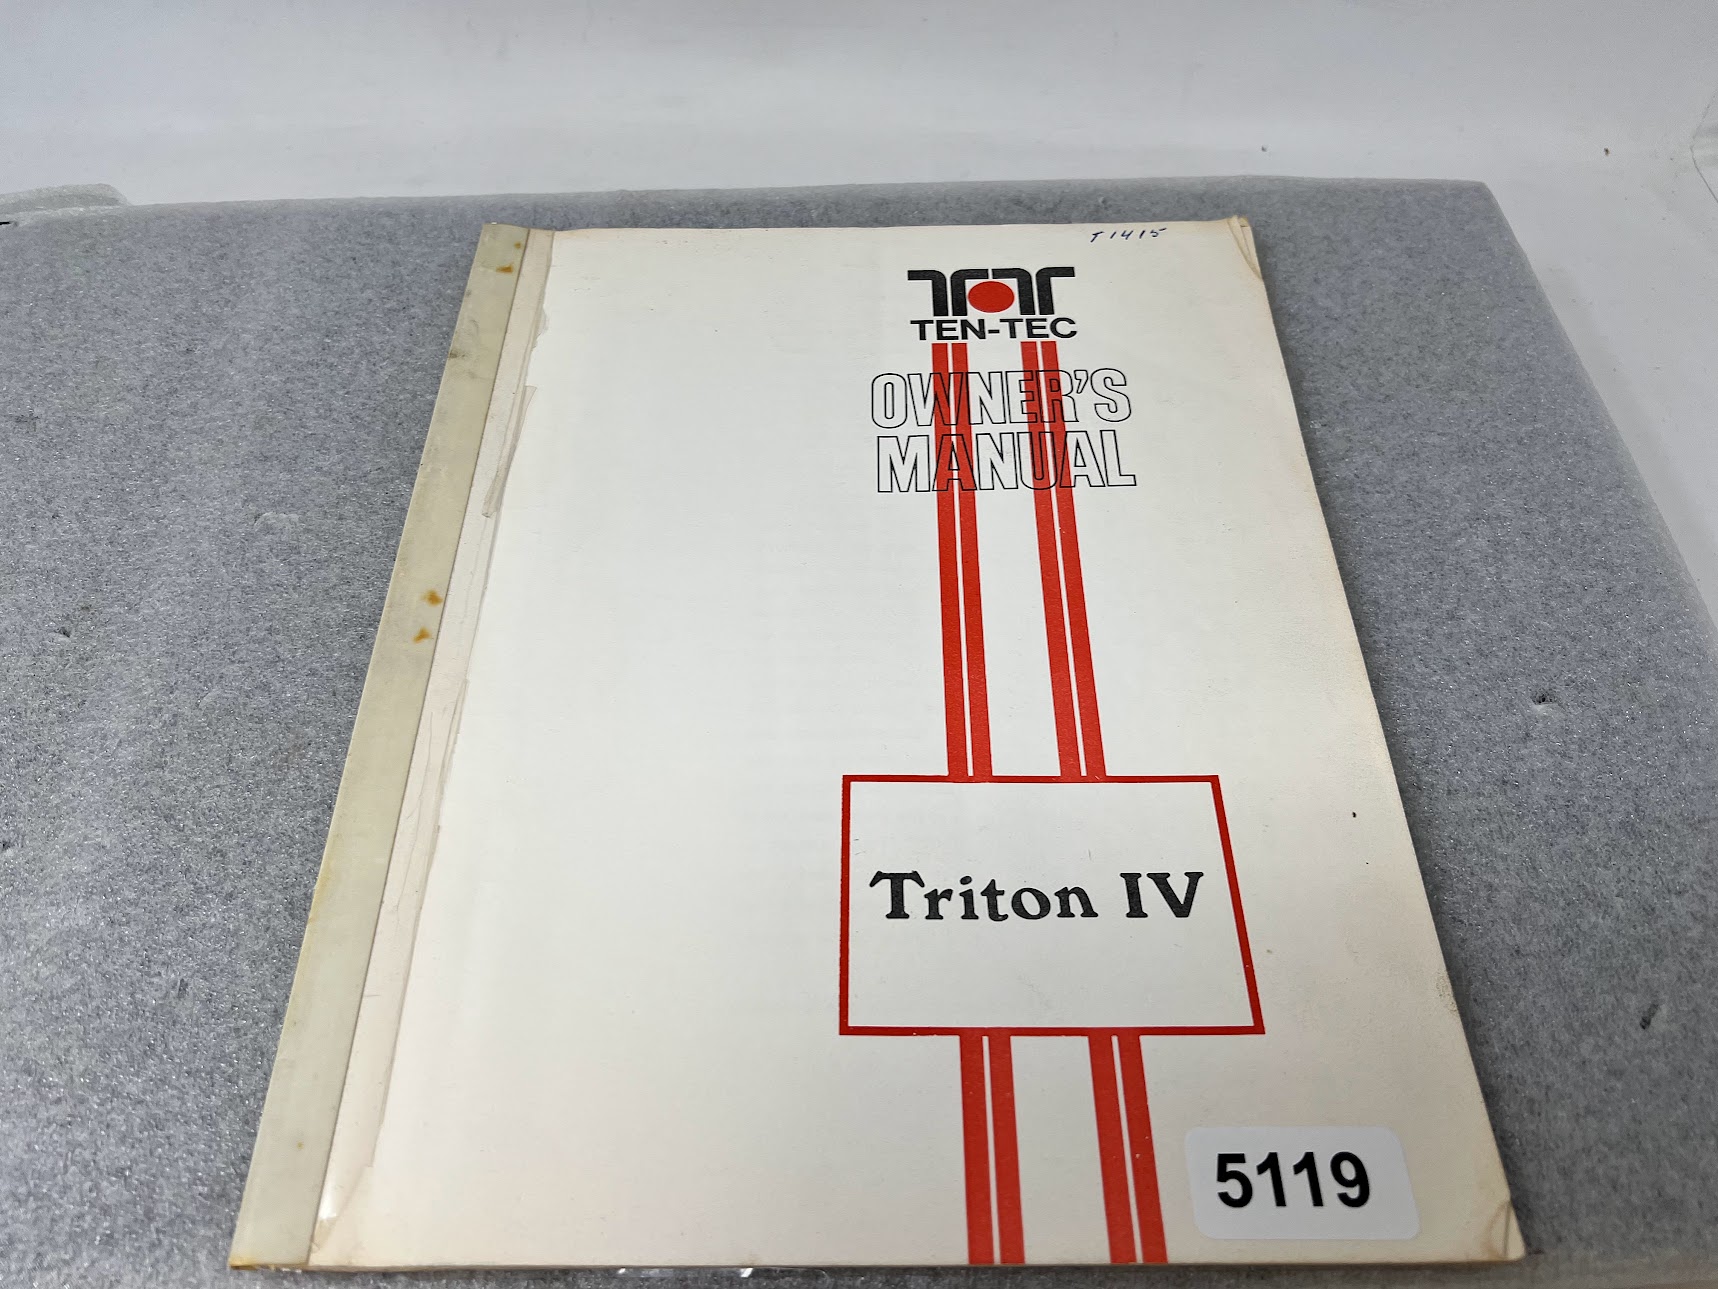 T1415
TEN-TEC
OWNER'S
MANUAL
Triton IV
5119